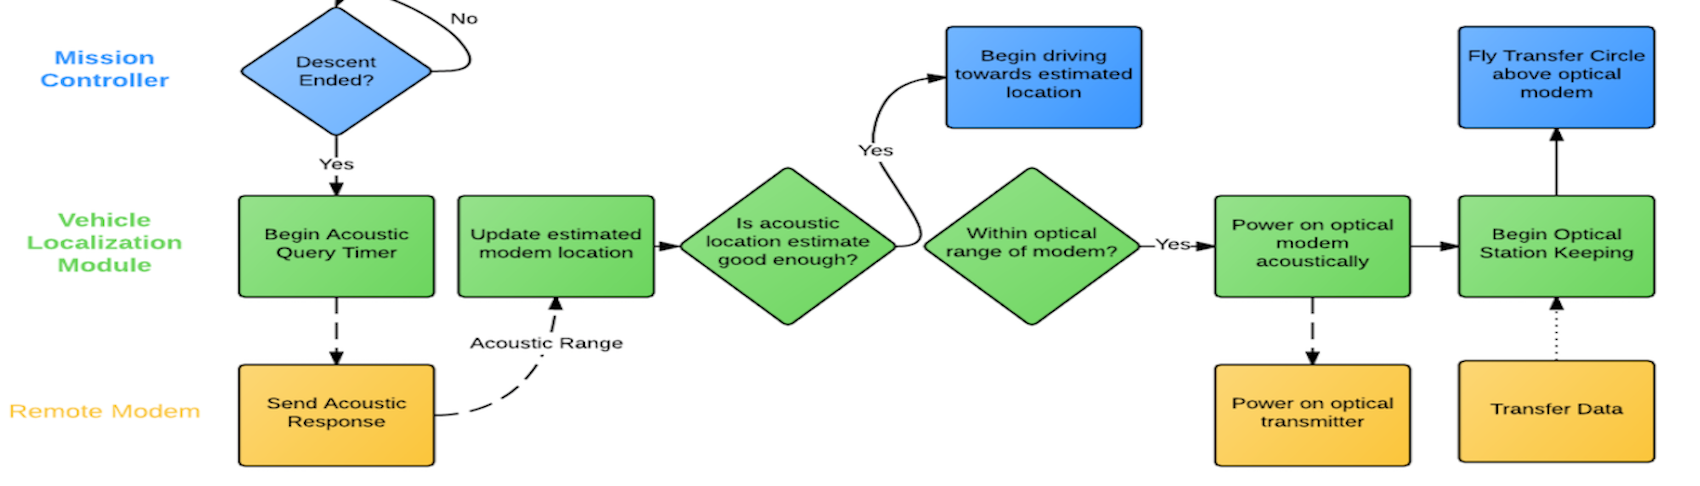 Mission
Controller
Descent
Ended?
No
Yes
Begin driving
towards estimated
location
Fly Transfer Circle
above optical
modem
Vehicle
Localization
Module
Begin Acoustic
Query Timer
Update estimated
modem location
Is acoustic
location estimate
good enough?
Yes
Within optical
range of modem?
Yes
Power on optical
modem
acoustically
Begin Optical
Station Keeping
Remote Modem
Send Acoustic
Response
Acoustic Range
Power on optical
transmitter
Transfer Data